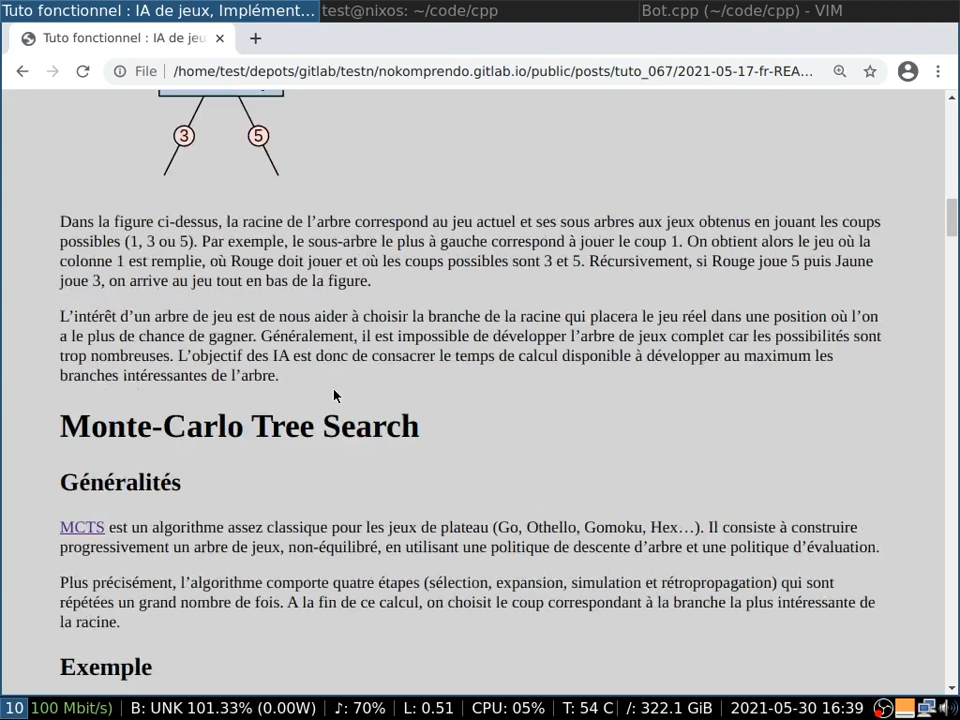 Tuto fonctionnel : IA de jeux, Implément... test@nixos: ~/code/cpp Bot.cpp (~/code/cpp) - VIM
Tuto fonctionnel : IA de jeu
File /home/test/depots/gitlab/testn/nokomprendo.gitlab.io/public/posts/tuto_067/2021-05-17-fr-REA...
3 5
Dans la figure ci-dessus, la racine de l’arbre correspond au jeu actuel et ses sous arbres aux jeux obtenus en jouant les coups
possibles (1, 3 ou 5). Par exemple, le sous-arbre le plus à gauche correspond à jouer le coup 1. On obtient alors le jeu où la
colonne 1 est remplie, où Rouge doit jouer et où les coups possibles sont 3 et 5. Récursivement, si Rouge joue 5 puis Jaune
joue 3, on arrive au jeu tout en bas de la figure.
L’intérêt d’un arbre de jeu est de nous aider à choisir la branche de la racine qui placera le jeu réel dans une position où l’on
a le plus de chance de gagner. Généralement, il est impossible de développer l’arbre de jeux complet car les possibilités sont
trop nombreuses. L’objectif des IA est donc de consacrer le temps de calcul disponible à développer au maximum les
branches intéressantes de l’arbre.
Monte-Carlo Tree Search
Généralités
MCTS est un algorithme assez classique pour les jeux de plateau (Go, Othello, Gomoku, Hex…). Il consiste à construire
progressivement un arbre de jeux, non-équilibré, en utilisant une politique de descente d’arbre et une politique d’évaluation.
Plus précisément, l’algorithme comporte quatre étapes (sélection, expansion, simulation et rétropropagation) qui sont
répétées un grand nombre de fois. A la fin de ce calcul, on choisit le coup correspondant à la branche la plus intéressante de
la racine.
Exemple
10 100 Mbit/s) B: UNK 101.33% (0.00W) ♪: 70% L: 0.51 CPU: 05% T: 54 C /: 322.1 GiB 2021-05-30 16:39